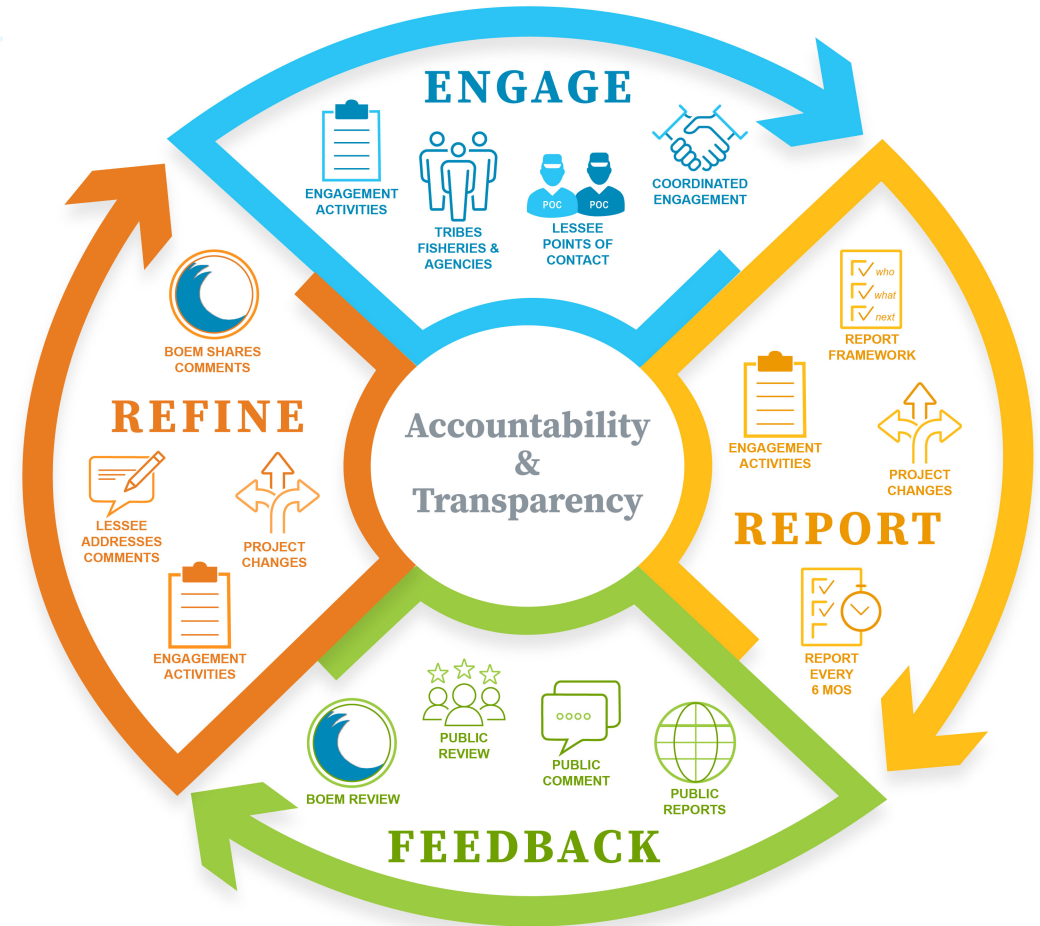 ENGAGE
ENGAGEMENT
ACTIVITIES
TRIBES
FISHERIES &
AGENCIES
POC
POC
LESSEE
POINTS OF
CONTACT
COORDINATED
ENGAGEMENT
who
what
next
REPORT
FRAMEWORK
ENGAGEMENT
ACTIVITIES
PROJECT
CHANGES
REPORT
REPORT
EVERY
6 MOS
FEEDBACK
PUBLIC
REPORTS
PUBLIC
COMMENT
PUBLIC
REVIEW
BOEM REVIEW
REFINE
BOEM SHARES
COMMENTS
LESSEE
ADDRESSES
COMMENTS
PROJECT
CHANGES
ENGAGEMENT
ACTIVITIES
Accountability
&
Transparency